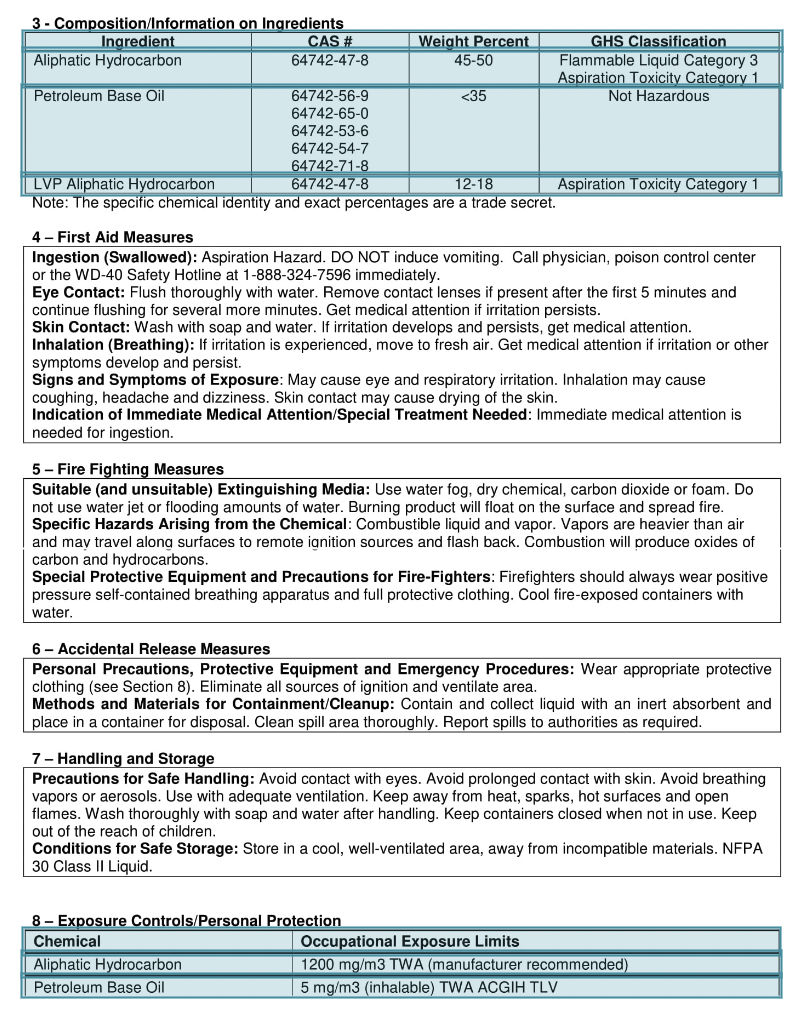 3 - Composition/Information on Ingredients
Ingredient CAS # Weight Percent GHS Classification
Aliphatic Hydrocarbon 64742-47-8 45-50 Flammable Liquid Category 3
Aspiration Toxicity Category 1
Petroleum Base Oil 64742-56-9 <35 Not Hazardous
64742-65-0
64742-53-6
64742-54-7
64742-71-8
LVP Aliphatic Hydrocarbon 64742-47-8 12-18 Aspiration Toxicity Category 1
Note: The specific chemical identity and exact percentages are a trade secret.
4 – First Aid Measures
Ingestion (Swallowed): Aspiration Hazard. DO NOT induce vomiting. Call physician, poison control center
or the WD-40 Safety Hotline at 1-888-324-7596 immediately.
Eye Contact: Flush thoroughly with water. Remove contact lenses if present after the first 5 minutes and
continue flushing for several more minutes. Get medical attention if irritation persists.
Skin Contact: Wash with soap and water. If irritation develops and persists, get medical attention.
Inhalation (Breathing): If irritation is experienced, move to fresh air. Get medical attention if irritation or other
symptoms develop and persist.
Signs and Symptoms of Exposure: May cause eye and respiratory irritation. Inhalation may cause
coughing, headache and dizziness. Skin contact may cause drying of the skin.
Indication of Immediate Medical Attention/Special Treatment Needed: Immediate medical attention is
needed for ingestion.
5 – Fire Fighting Measures
Suitable (and unsuitable) Extinguishing Media: Use water fog, dry chemical, carbon dioxide or foam. Do
not use water jet or flooding amounts of water. Burning product will float on the surface and spread fire.
Specific Hazards Arising from the Chemical: Combustible liquid and vapor. Vapors are heavier than air
and may travel along surfaces to remote ignition sources and flash back. Combustion will produce oxides of
carbon and hydrocarbons.
Special Protective Equipment and Precautions for Fire-Fighters: Firefighters should always wear positive
pressure self-contained breathing apparatus and full protective clothing. Cool fire-exposed containers with
water.
6 – Accidental Release Measures
Personal Precautions, Protective Equipment and Emergency Procedures: Wear appropriate protective
clothing (see Section 8). Eliminate all sources of ignition and ventilate area.
Methods and Materials for Containment/Cleanup: Contain and collect liquid with an inert absorbent and
place in a container for disposal. Clean spill area thoroughly. Report spills to authorities as required.
7 – Handling and Storage
Precautions for Safe Handling: Avoid contact with eyes. Avoid prolonged contact with skin. Avoid breathing
vapors or aerosols. Use with adequate ventilation. Keep away from heat, sparks, hot surfaces and open
flames. Wash thoroughly with soap and water after handling. Keep containers closed when not in use. Keep
out of the reach of children.
Conditions for Safe Storage: Store in a cool, well-ventilated area, away from incompatible materials. NFPA
30 Class II Liquid.
8 – Exposure Controls/Personal Protection
Chemical Occupational Exposure Limits
Aliphatic Hydrocarbon 1200 mg/m3 TWA (manufacturer recommended)
Petroleum Base Oil 5 mg/m3 (inhalable) TWA ACGIH TLV